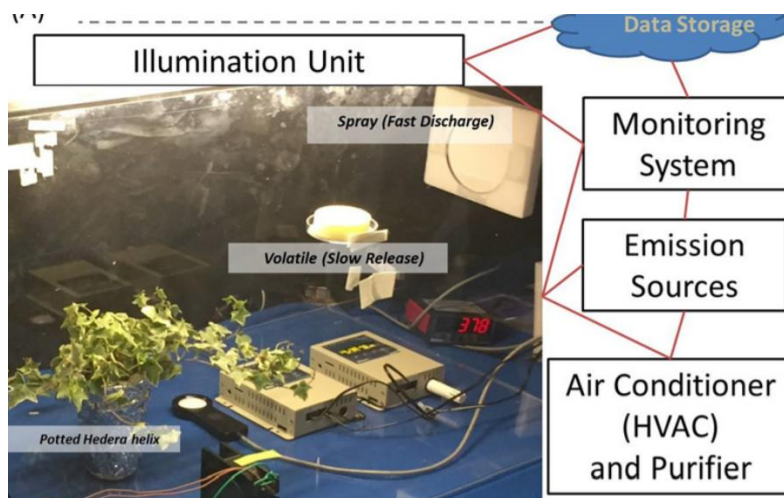 (A)
Data Storage
Illumination Unit
Spray (Fast Discharge)
Monitoring
System
Volatile (Slow Release)
Emission
Sources
378
Air Conditioner
(HVAC)
and Purifier
Potted Hedera helix